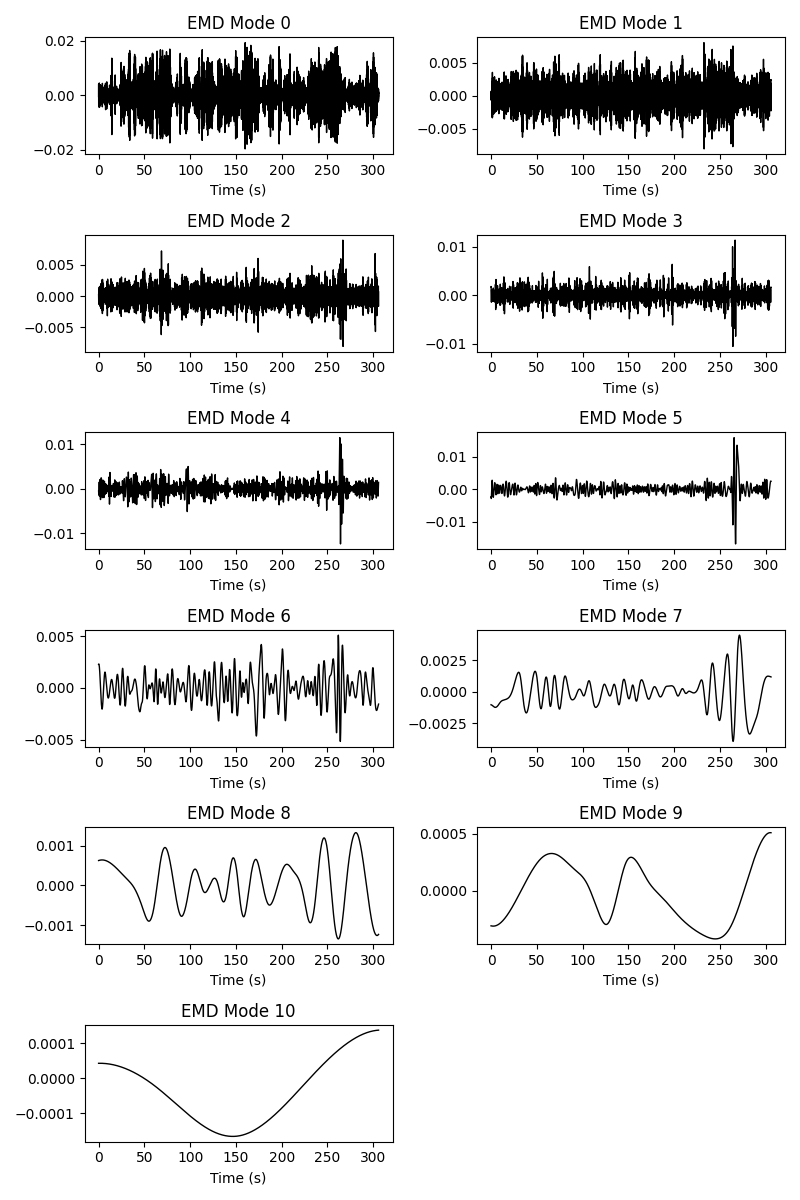 EMD Mode 0
0.02
0.00
−0.02
0 50 100 150 200 250 300
Time (s)
EMD Mode 1
0.005
0.000
−0.005
0 50 100 150 200 250 300
Time (s)
EMD Mode 2
0.005
0.000
−0.005
0 50 100 150 200 250 300
Time (s)
EMD Mode 3
0.01
0.00
−0.01
0 50 100 150 200 250 300
Time (s)
EMD Mode 4
0.01
0.00
−0.01
0 50 100 150 200 250 300
Time (s)
EMD Mode 5
0.01
0.00
−0.01
0 50 100 150 200 250 300
Time (s)
EMD Mode 6
0.005
0.000
−0.005
0 50 100 150 200 250 300
Time (s)
EMD Mode 7
0.0025
0.0000
−0.0025
0 50 100 150 200 250 300
Time (s)
EMD Mode 8
0.001
0.000
−0.001
0 50 100 150 200 250 300
Time (s)
EMD Mode 9
0.0005
0.0000
0 50 100 150 200 250 300
Time (s)
EMD Mode 10
0.0001
0.0000
−0.0001
0 50 100 150 200 250 300
Time (s)